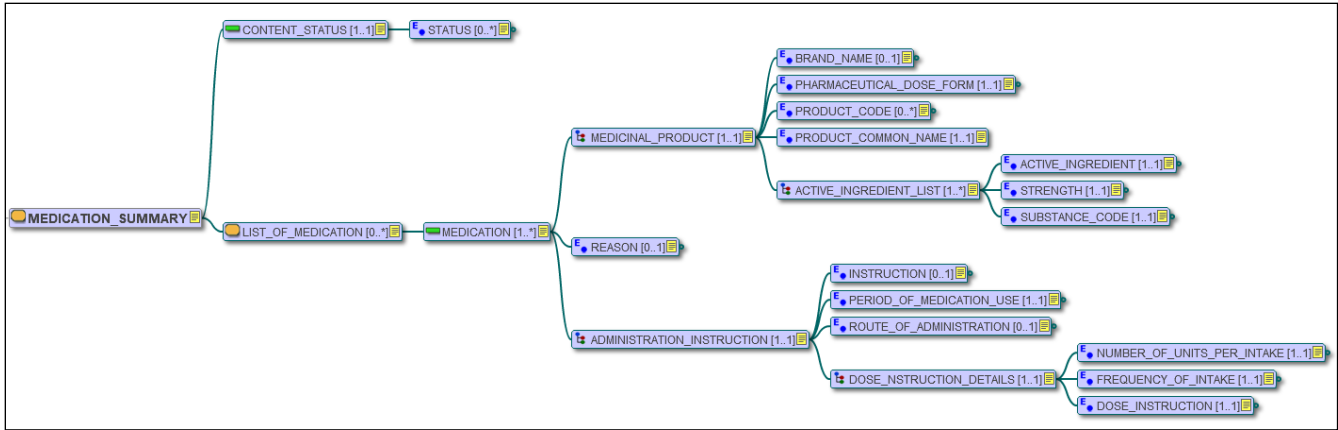 CONTENT_STATUS [1..1]
E STATUS [0..*]
E BRAND_NAME [0..1]
E PHARMACEUTICAL_DOSE_FORM [1..1]
E PRODUCT_CODE [0..*]
MEDICINAL_PRODUCT [1..1]
E PRODUCT_COMMON_NAME [1..1]
E ACTIVE_INGREDIENT [1..1]
ACTIVE_INGREDIENT_LIST [1..*]
E STRENGTH [1..1]
E SUBSTANCE_CODE [1..1]
MEDICATION_SUMMARY
LIST_OF_MEDICATION [0..*]
MEDICATION [1..*]
E REASON [0..1]
E INSTRUCTION [0..1]
E PERIOD_OF_MEDICATION_USE [1..1]
E ROUTE_OF_ADMINISTRATION [0..1]
ADMINISTRATION_INSTRUCTION [1..1]
E NUMBER_OF_UNITS_PER_INTAKE [1..1]
DOSE_NSTRUCTION_DETAILS [1..1]
E FREQUENCY_OF_INTAKE [1..1]
E DOSE_INSTRUCTION [1..1]